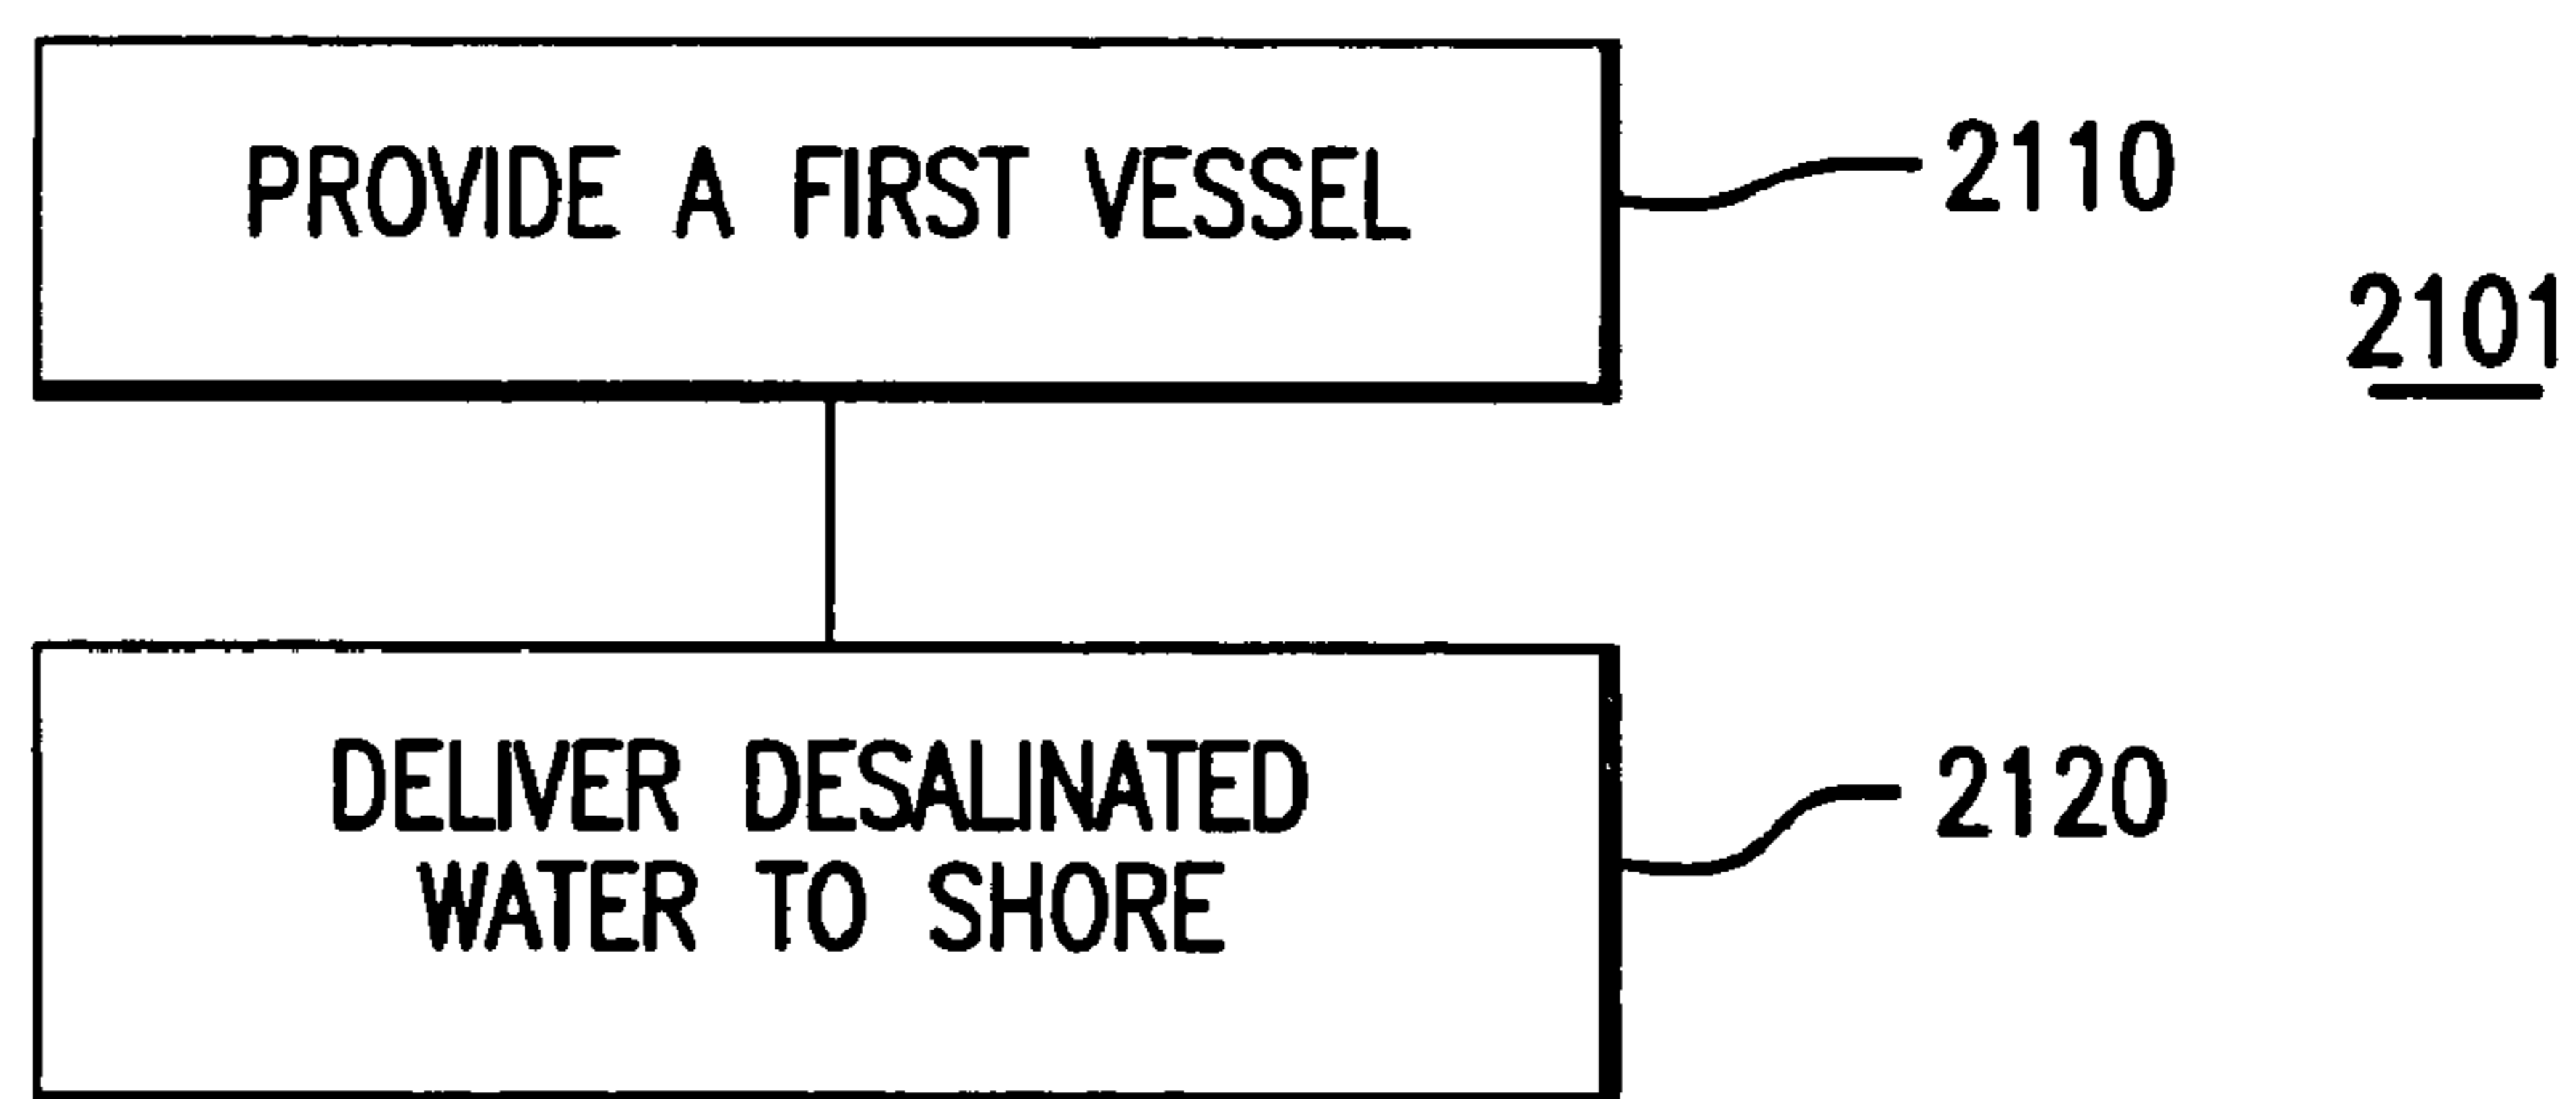 PROVIDE A FIRST VESSEL
2110
2101
DELIVER DESALINATED
WATER TO SHORE
2120